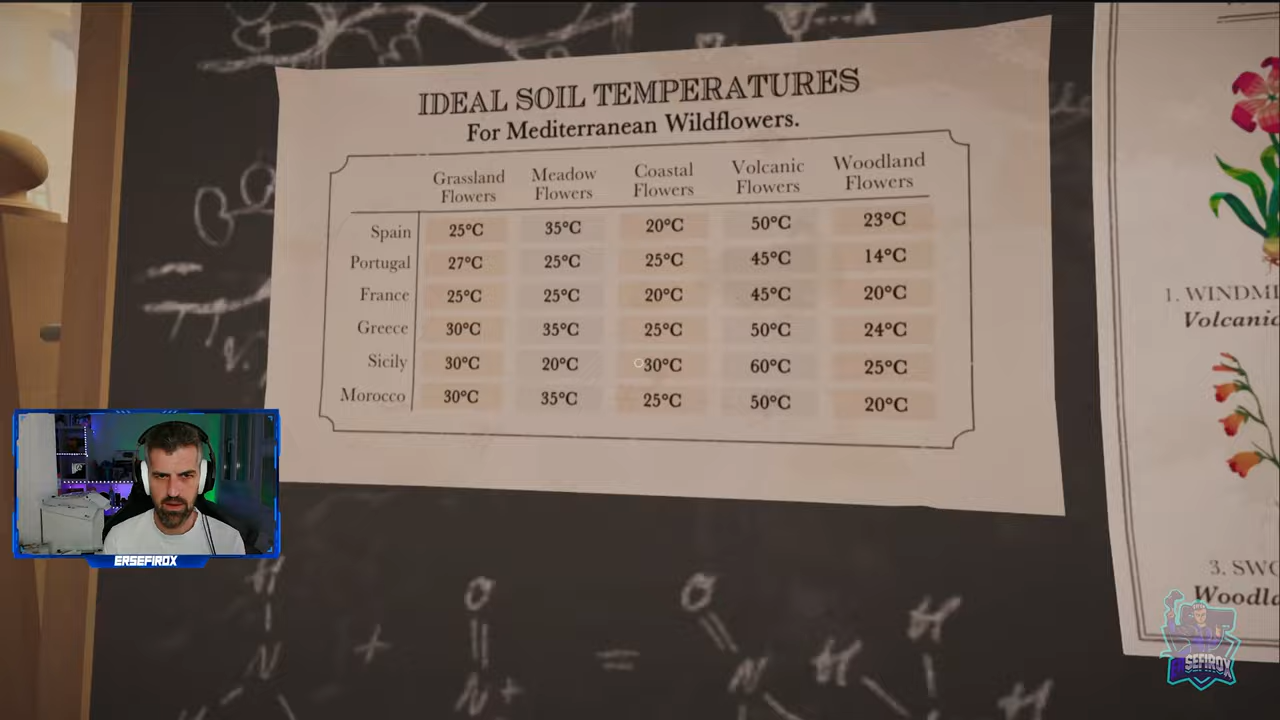 IDEAL SOIL TEMPERATURES
For Mediterranean Wildflowers.
Grassland Flowers Meadow Flowers Coastal Flowers Volcanic Flowers Woodland Flowers
Spain 25°C 35°C 20°C 50°C 23°C
Portugal 27°C 25°C 25°C 45°C 14°C
France 25°C 25°C 20°C 45°C 20°C
Greece 30°C 35°C 25°C 50°C 24°C
Sicily 30°C 20°C 30°C 60°C 25°C
Morocco 30°C 35°C 25°C 50°C 20°C
1. WINDMI
Volcanic
3. SWO
Woodla
ERSEFIROX
ERSEFIROX
H O O H
N + N+ = N H
H